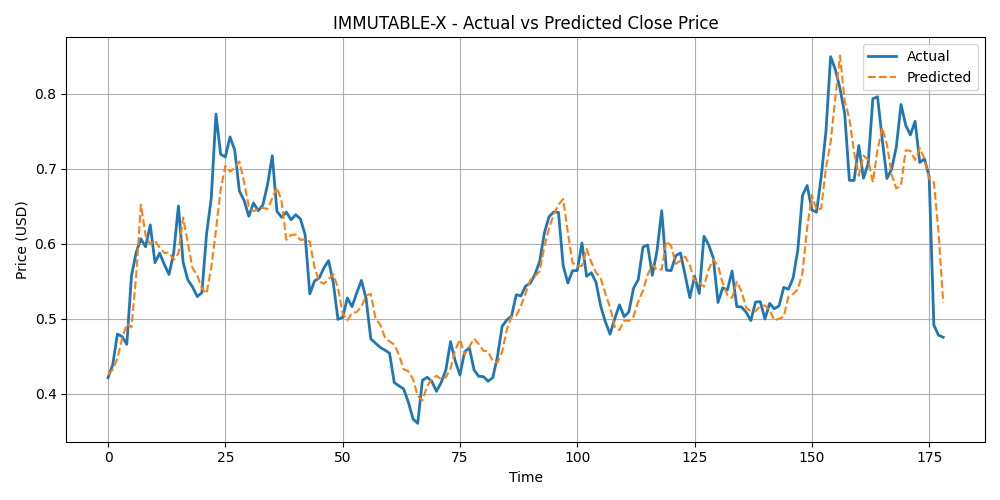 IMMUTABLE-X - Actual vs Predicted Close Price
Actual
Predicted
Price (USD)
0.8
0.7
0.6
0.5
0.4
0 25 50 75 100 125 150 175
Time